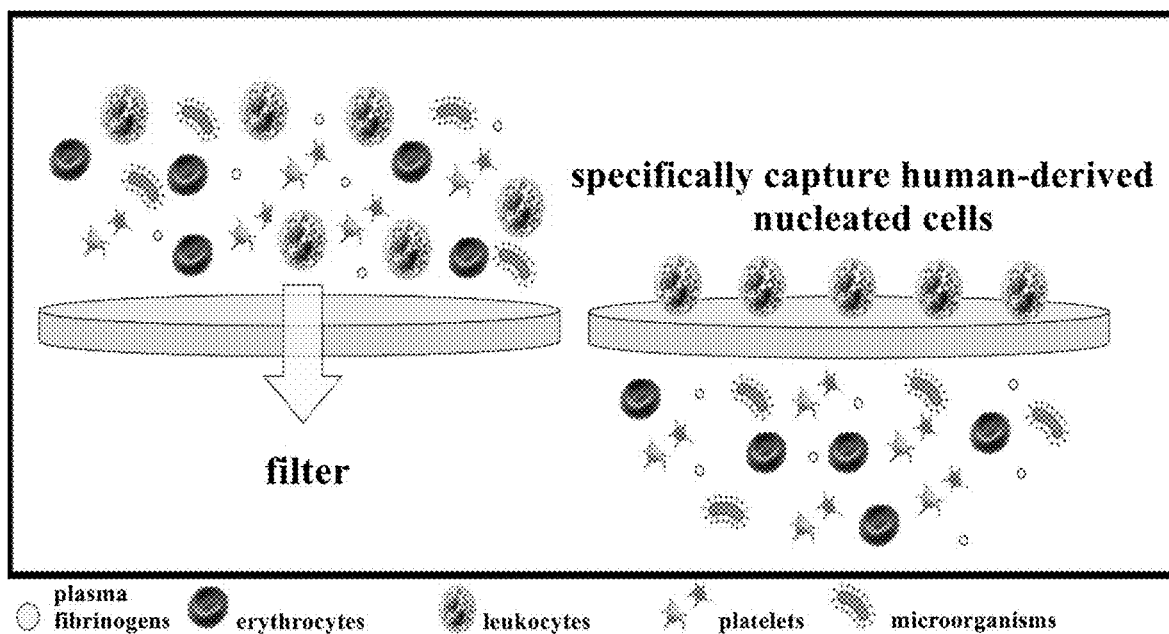 specifically capture human-derived
nucleated cells
filter
plasma
fibrinogens
erythrocytes
leukocytes
platelets
microorganisms